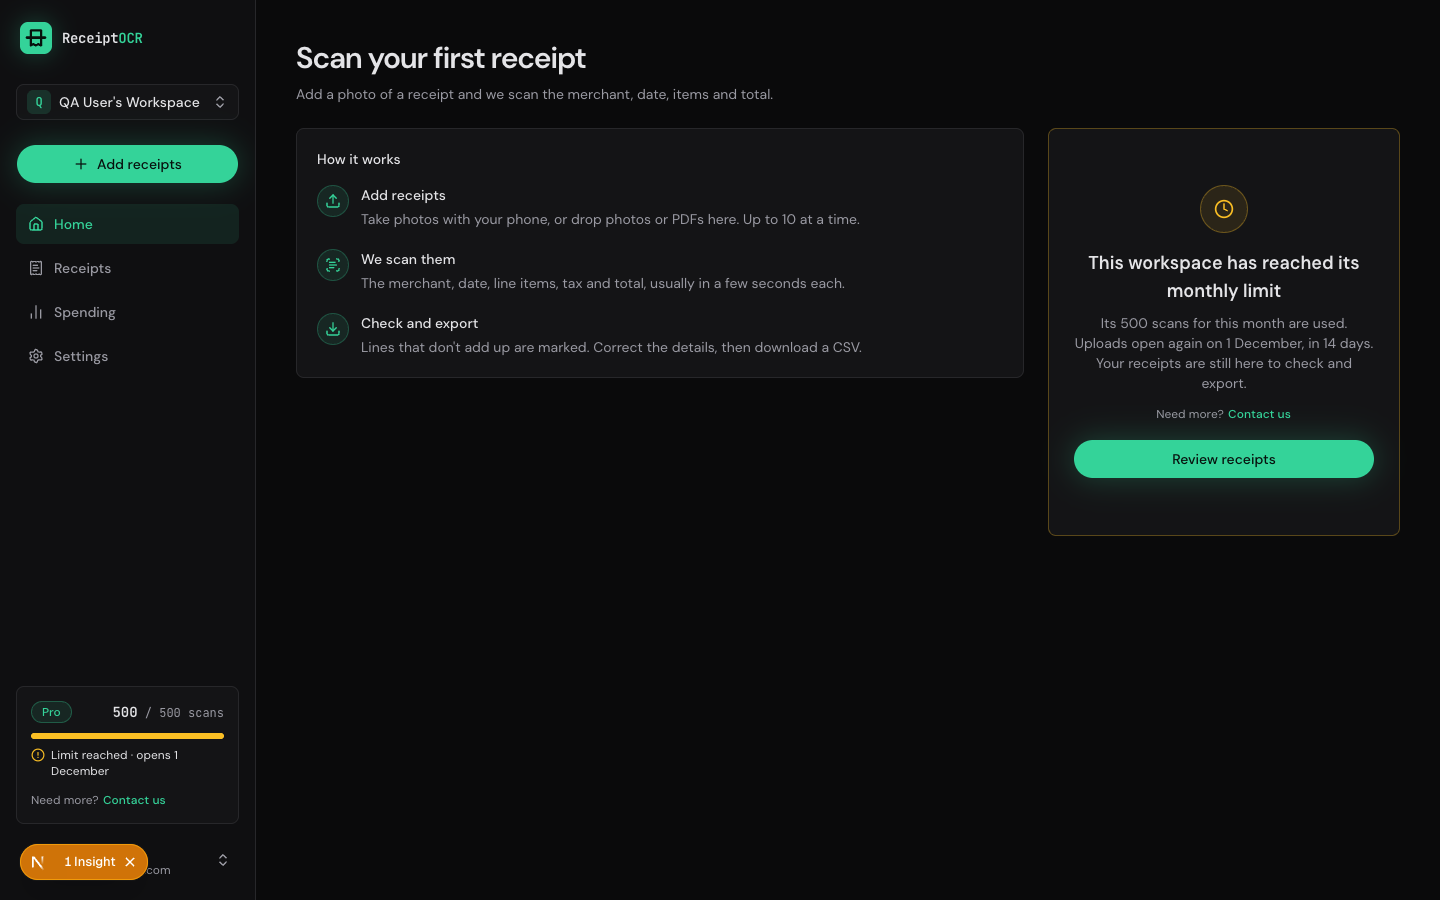 ReceiptOCR
Q QA User's Workspace
Add receipts
Home
Receipts
Spending
Settings
Pro 500 / 500 scans
Limit reached · opens 1
December
Need more? Contact us
1 Insight
com
Scan your first receipt
Add a photo of a receipt and we scan the merchant, date, items and total.
How it works
Add receipts
Take photos with your phone, or drop photos or PDFs here. Up to 10 at a time.
We scan them
The merchant, date, line items, tax and total, usually in a few seconds each.
Check and export
Lines that don't add up are marked. Correct the details, then download a CSV.
This workspace has reached its
monthly limit
Its 500 scans for this month are used.
Uploads open again on 1 December, in 14 days.
Your receipts are still here to check and
export.
Need more? Contact us
Review receipts